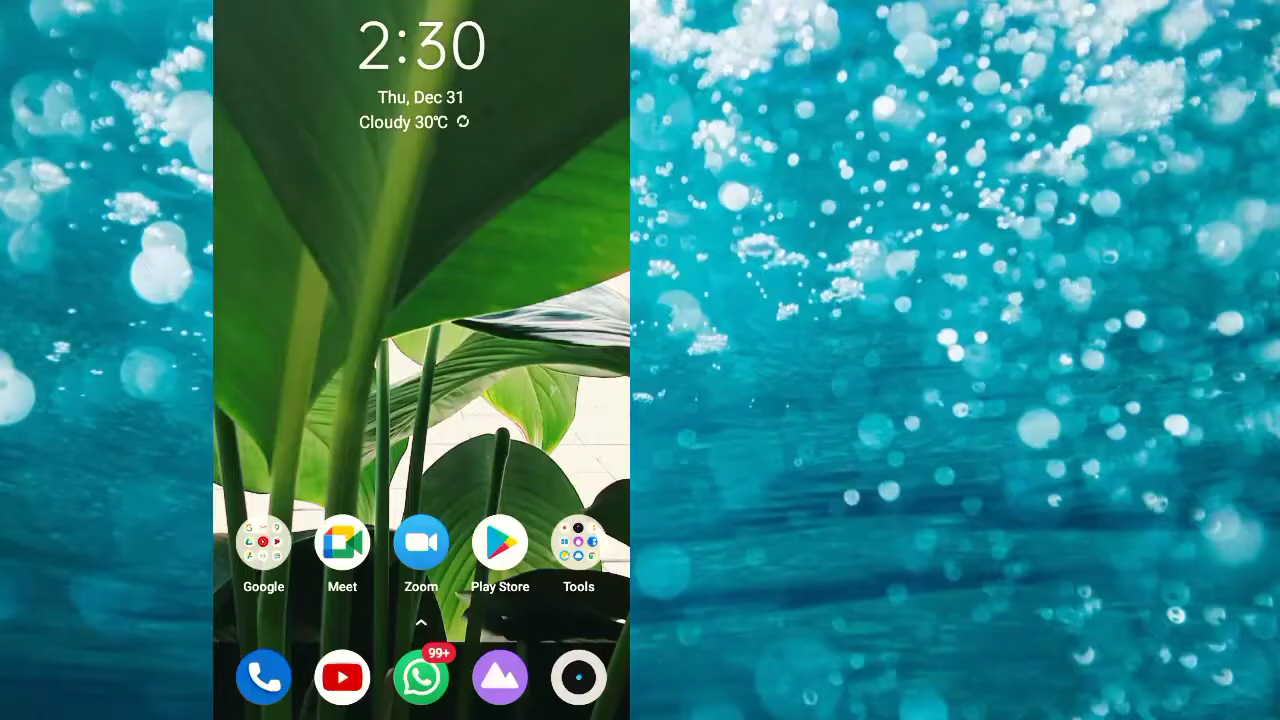 2:30
Thu, Dec 31
Cloudy 30℃
Google
Meet
Zoom
Play Store
Tools
99+